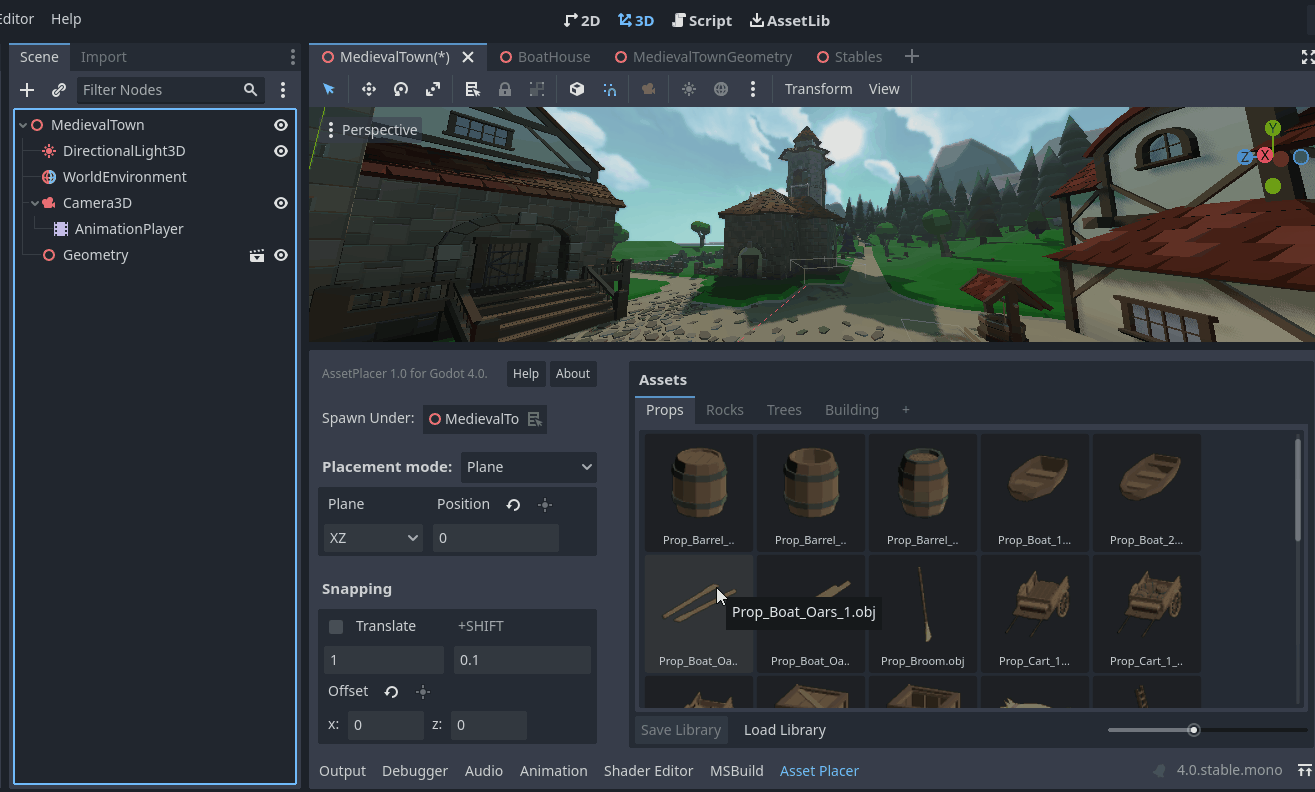 Editor Help 2D 3D Script AssetLib
Scene Import
Filter Nodes
MedievalTown
DirectionalLight3D
WorldEnvironment
Camera3D
AnimationPlayer
Geometry
MedievalTown(*) BoatHouse MedievalTownGeometry Stables
Transform View
Perspective
Y
Z X
AssetPlacer 1.0 for Godot 4.0. Help About
Spawn Under: MedievalTo
Placement mode: Plane
Plane Position
XZ 0
Snapping
Translate +SHIFT
1 0.1
Offset
x: 0 z: 0
Assets
Props Rocks Trees Building +
Prop_Barrel_.. Prop_Barrel_.. Prop_Barrel_.. Prop_Boat_1... Prop_Boat_2...
Prop_Boat_Oars_1.obj
Prop_Boat_Oa.. Prop_Boat_Oa.. Prop_Broom.obj Prop_Cart_1... Prop_Cart_1_..
Save Library Load Library
Output Debugger Audio Animation Shader Editor MSBuild Asset Placer 4.0.stable.mono